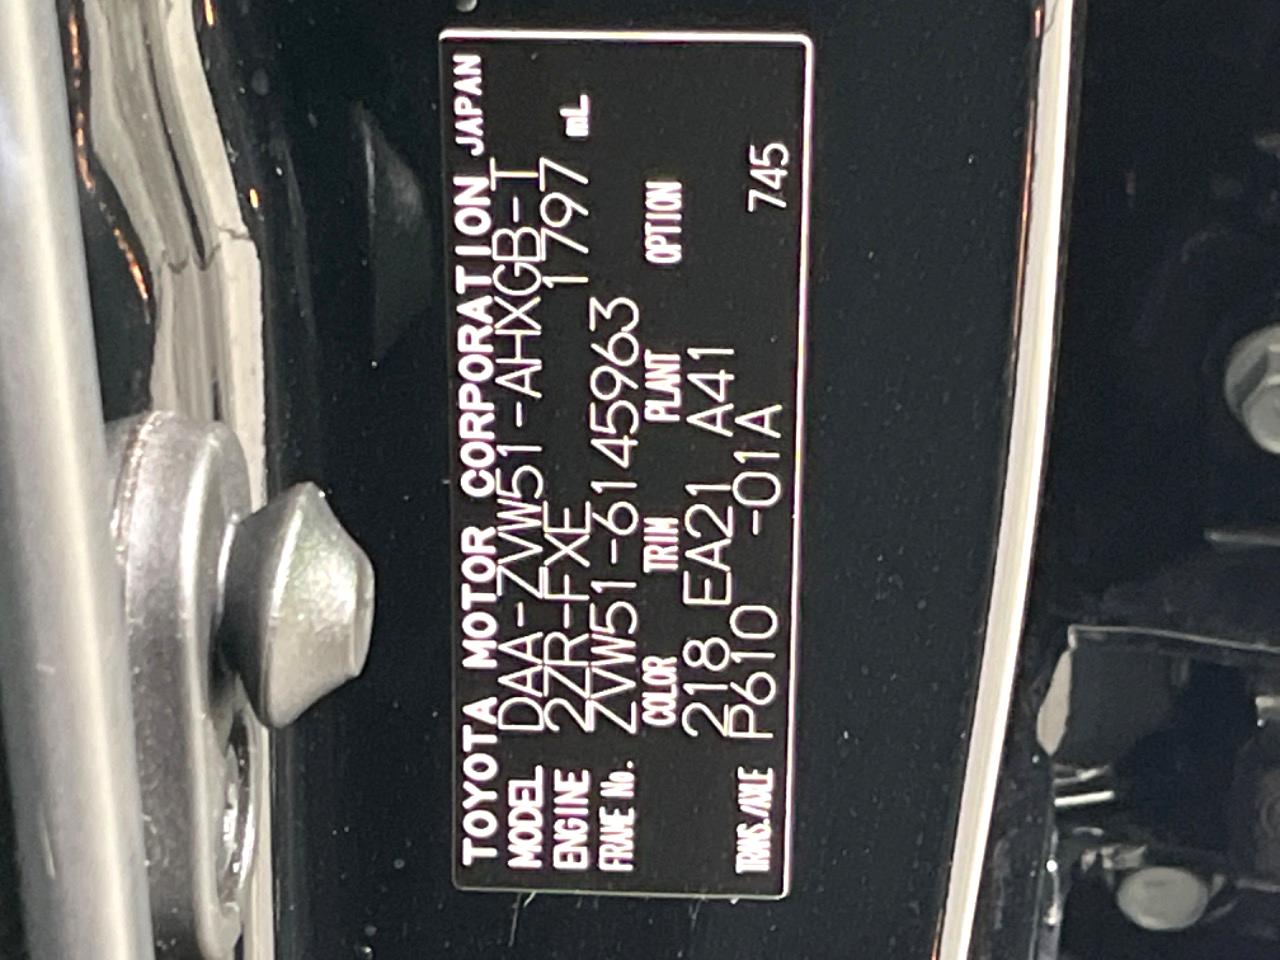 TOYOTA MOTOR CORPORATION JAPAN
MODEL DAA-ZVW51-AHXGB-T
ENGINE 2ZR-FXE 1797 mL
FRAME No. ZVW51-6145963
COLOR TRIM PLANT OPTION
218 EA21 A41
TRANS./AXLE P610 -01A 745